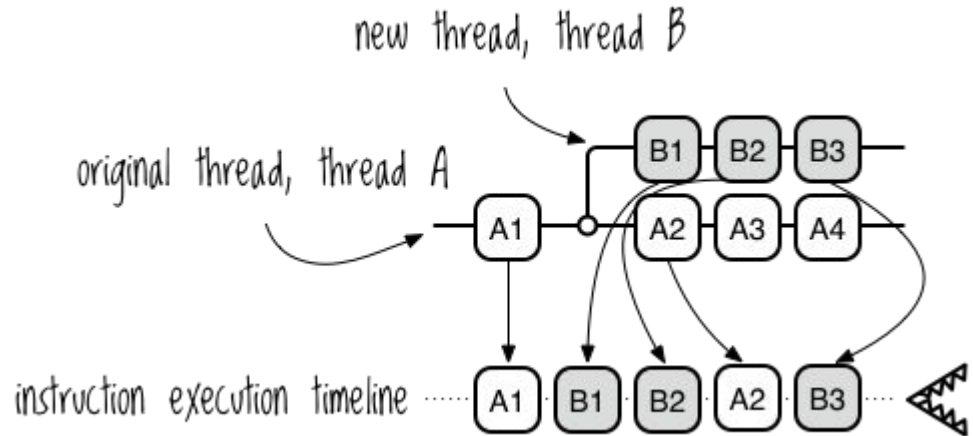 new thread, thread B
B1 B2 B3
original thread, thread A
A1 A2 A3 A4
instruction execution timeline A1 B1 B2 A2 B3